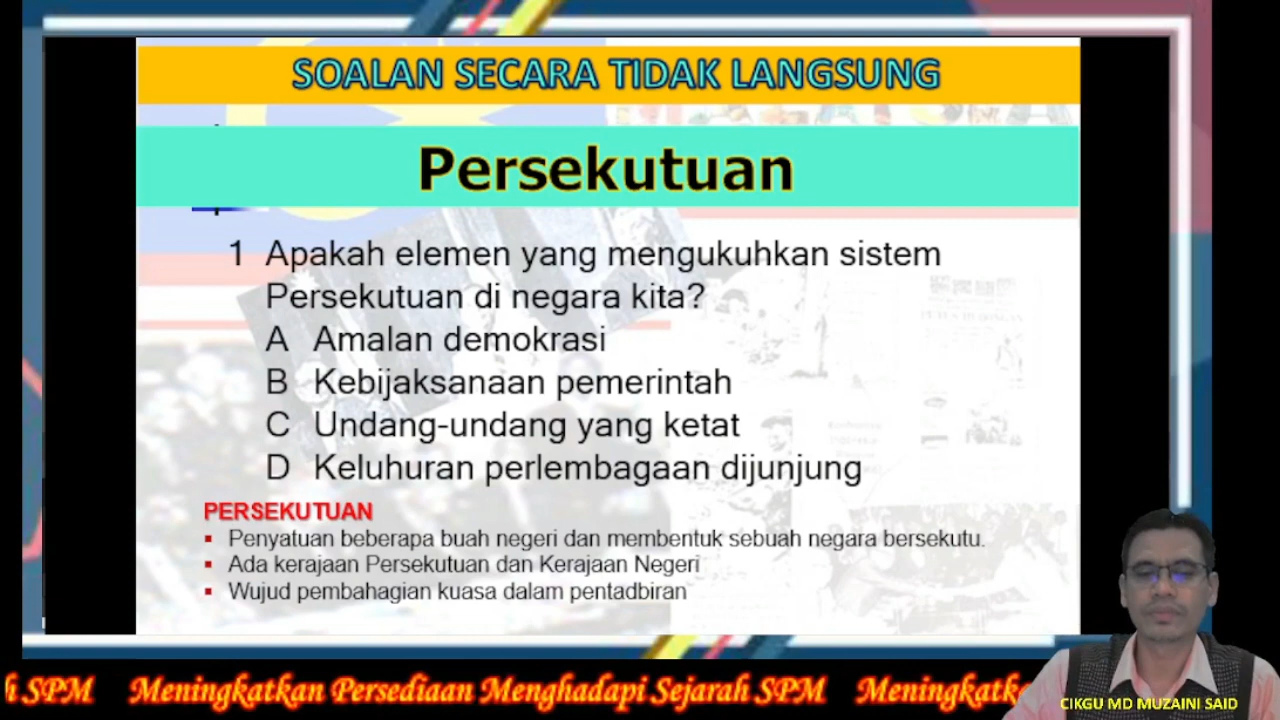 SOALAN SECARA TIDAK LANGSUNG
Persekutuan
1 Apakah elemen yang mengukuhkan sistem
Persekutuan di negara kita?
A Amalan demokrasi
B Kebijaksanaan pemerintah
C Undang-undang yang ketat
D Keluhuran perlembagaan dijunjung
PERSEKUTUAN
▪ Penyatuan beberapa buah negeri dan membentuk sebuah negara bersekutu.
▪ Ada kerajaan Persekutuan dan Kerajaan Negeri
▪ Wujud pembahagian kuasa dalam pentadbiran
h SPM Meningkatkan Persediaan Menghadapi Sejarah SPM Meningkatka
CIKGU MD MUZAINI SAID